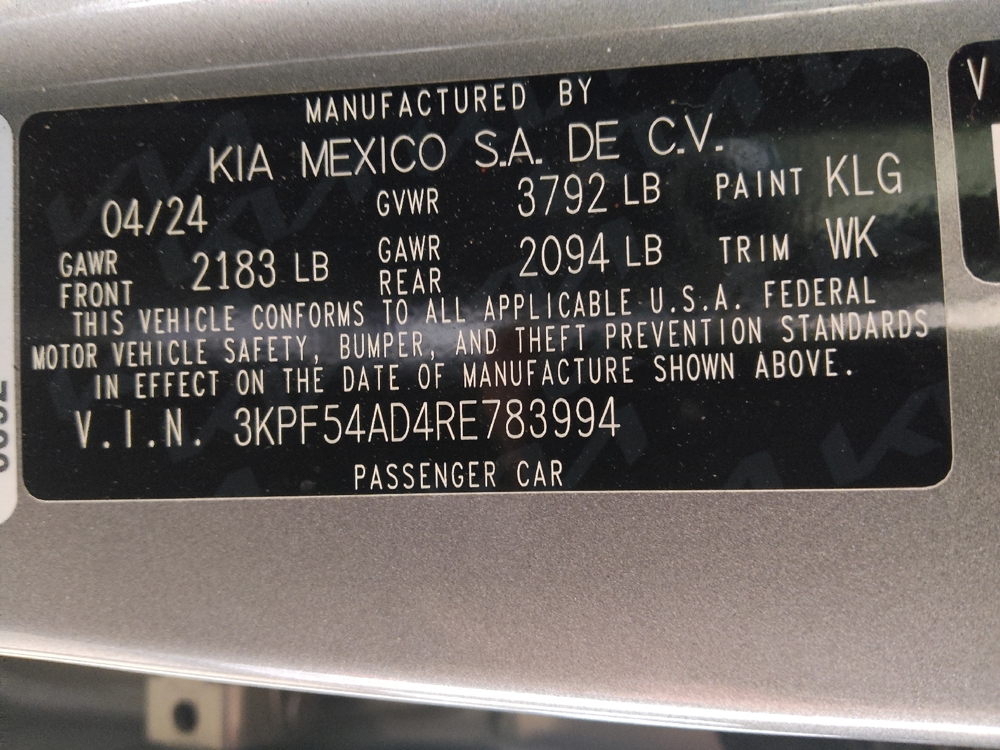 MANUFACTURED BY
KIA MEXICO S.A. DE C.V.
04/24 GVWR 3792 LB PAINT KLG
GAWR FRONT 2183 LB GAWR REAR 2094 LB TRIM WK
THIS VEHICLE CONFORMS TO ALL APPLICABLE U.S.A. FEDERAL
MOTOR VEHICLE SAFETY, BUMPER, AND THEFT PREVENTION STANDARDS
IN EFFECT ON THE DATE OF MANUFACTURE SHOWN ABOVE.
V.I.N. 3KPF54AD4RE783994
PASSENGER CAR
V